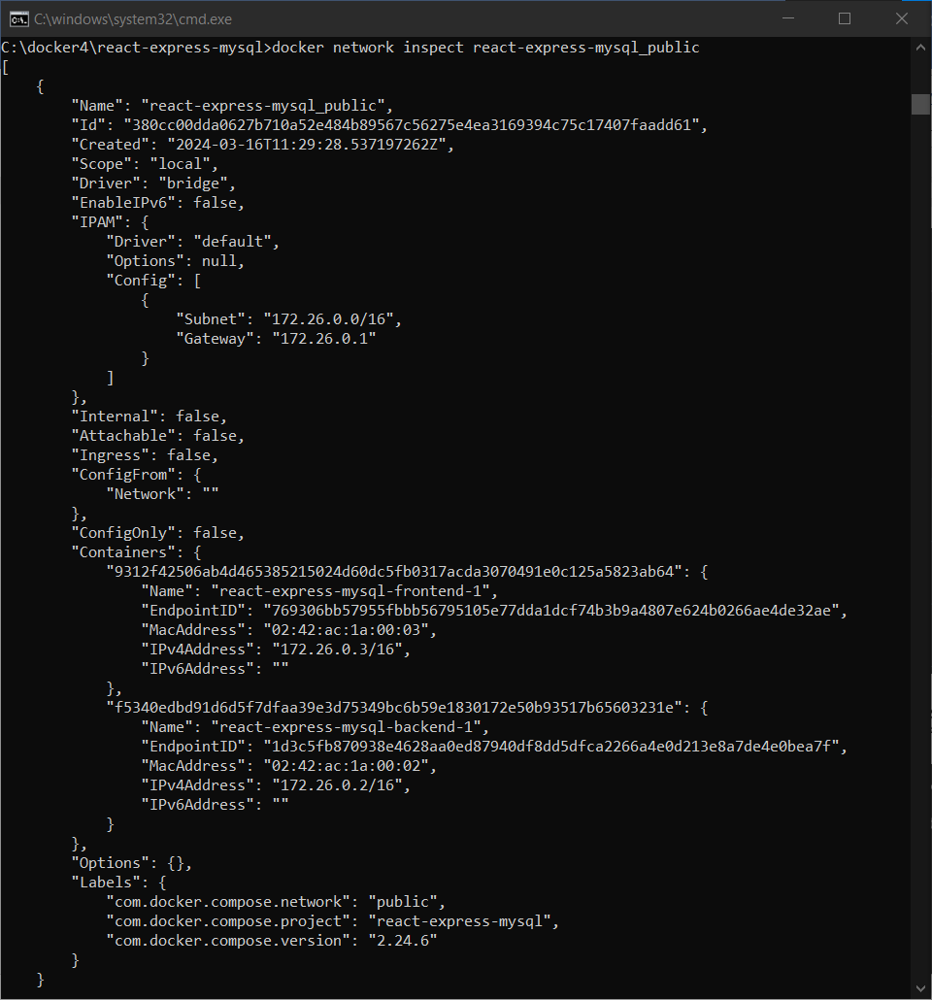 C:\windows\system32\cmd.exe
C:\docker4\react-express-mysql>docker network inspect react-express-mysql_public
[
    {
        "Name": "react-express-mysql_public",
        "Id": "380cc00dda0627b710a52e484b89567c56275e4ea3169394c75c17407faadd61",
        "Created": "2024-03-16T11:29:28.537197262Z",
        "Scope": "local",
        "Driver": "bridge",
        "EnableIPv6": false,
        "IPAM": {
            "Driver": "default",
            "Options": null,
            "Config": [
                {
                    "Subnet": "172.26.0.0/16",
                    "Gateway": "172.26.0.1"
                }
            ]
        },
        "Internal": false,
        "Attachable": false,
        "Ingress": false,
        "ConfigFrom": {
            "Network": ""
        },
        "ConfigOnly": false,
        "Containers": {
            "9312f42506ab4d465385215024d60dc5fb0317acda3070491e0c125a5823ab64": {
                "Name": "react-express-mysql-frontend-1",
                "EndpointID": "769306bb57955fbbb56795105e77dda1dcf74b3b9a4807e624b0266ae4de32ae",
                "MacAddress": "02:42:ac:1a:00:03",
                "IPv4Address": "172.26.0.3/16",
                "IPv6Address": ""
            },
            "f5340edbd91d6d5f7dfaa39e3d75349bc6b59e1830172e50b93517b65603231e": {
                "Name": "react-express-mysql-backend-1",
                "EndpointID": "1d3c5fb870938e4628aa0ed87940df8dd5dfca2266a4e0d213e8a7de4e0bea7f",
                "MacAddress": "02:42:ac:1a:00:02",
                "IPv4Address": "172.26.0.2/16",
                "IPv6Address": ""
            }
        },
        "Options": {},
        "Labels": {
            "com.docker.compose.network": "public",
            "com.docker.compose.project": "react-express-mysql",
            "com.docker.compose.version": "2.24.6"
        }
    }